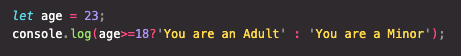 let age = 23;
console.log(age>=18?'You are an Adult' : 'You are a Minor');